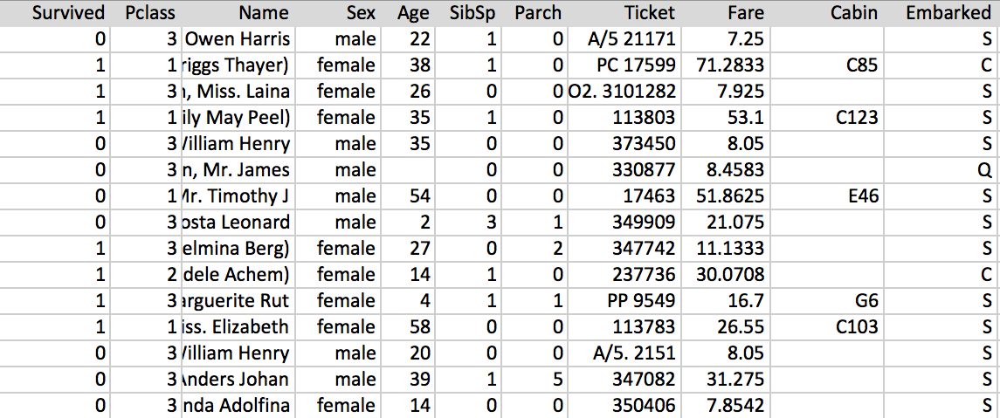 Survived Pclass Name Sex Age SibSp Parch Ticket Fare Cabin Embarked
0 3 Owen Harris male 22 1 0 A/5 21171 7.25 S
1 1 riggs Thayer) female 38 1 0 PC 17599 71.2833 C85 C
1 3 n, Miss. Laina female 26 0 0 O2. 3101282 7.925 S
1 1 ily May Peel) female 35 1 0 113803 53.1 C123 S
0 3 William Henry male 35 0 0 373450 8.05 S
0 3 n, Mr. James male 0 0 330877 8.4583 Q
0 1 Mr. Timothy J male 54 0 0 17463 51.8625 E46 S
0 3 osta Leonard male 2 3 1 349909 21.075 S
1 3 elmina Berg) female 27 0 2 347742 11.1333 S
1 2 dele Achem) female 14 1 0 237736 30.0708 C
1 3 arguerite Rut female 4 1 1 PP 9549 16.7 G6 S
1 1 iss. Elizabeth female 58 0 0 113783 26.55 C103 S
0 3 William Henry male 20 0 0 A/5. 2151 8.05 S
0 3 Anders Johan male 39 1 5 347082 31.275 S
0 3 nda Adolfina female 14 0 0 350406 7.8542 S